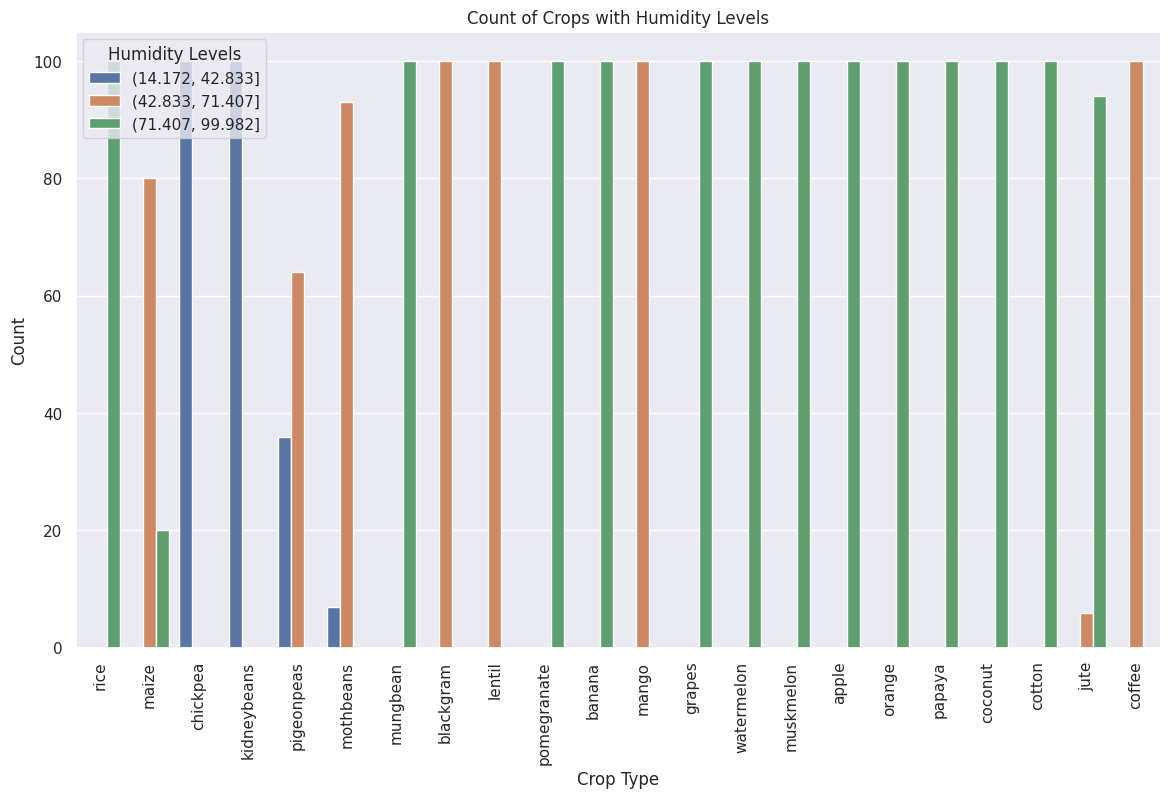 Count of Crops with Humidity Levels
Humidity Levels
(14.172, 42.833]
(42.833, 71.407]
(71.407, 99.982]
Count
100
80
60
40
20
0
rice
maize
chickpea
kidneybeans
pigeonpeas
mothbeans
mungbean
blackgram
lentil
pomegranate
banana
mango
grapes
watermelon
muskmelon
apple
orange
papaya
coconut
cotton
jute
coffee
Crop Type